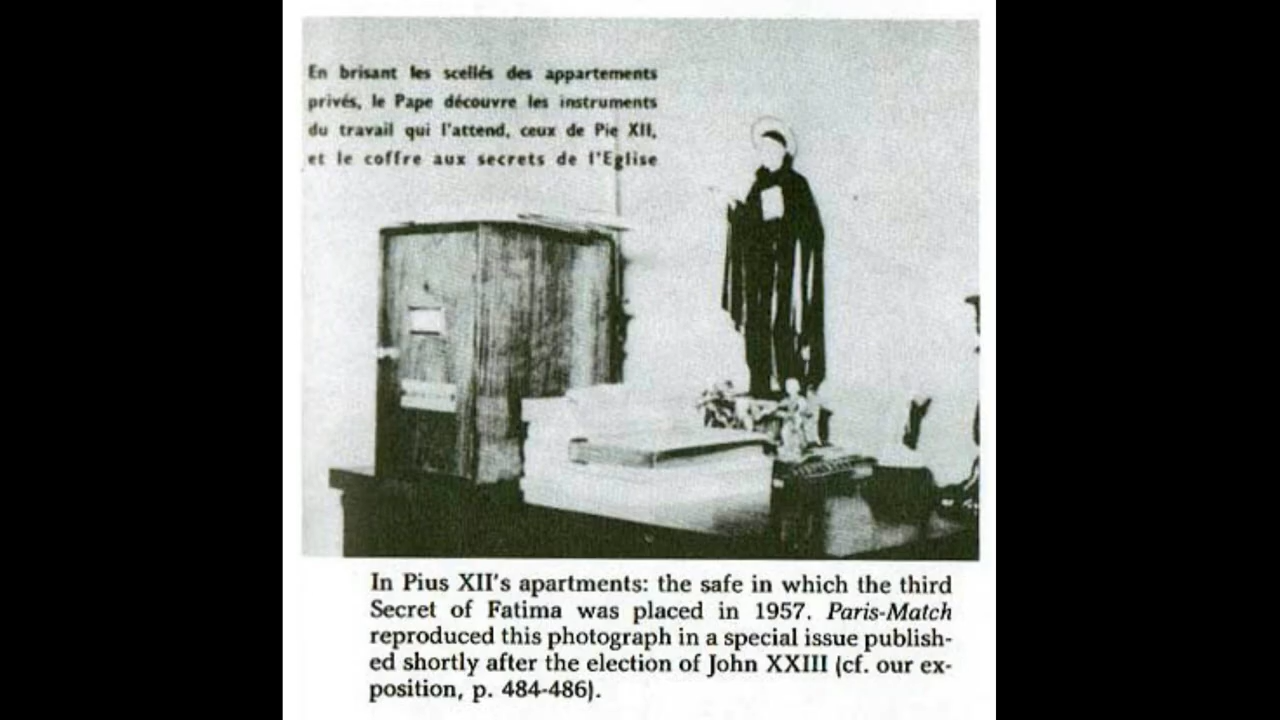 En brisant les scellés des appartements
privés, le Pape découvre les instruments
du travail qui l'attend, ceux de Pie XII,
et le coffre aux secrets de l'Eglise
In Pius XII's apartments: the safe in which the third
Secret of Fatima was placed in 1957. Paris-Match
reproduced this photograph in a special issue publish-
ed shortly after the election of John XXIII (cf. our ex-
position, p. 484-486).